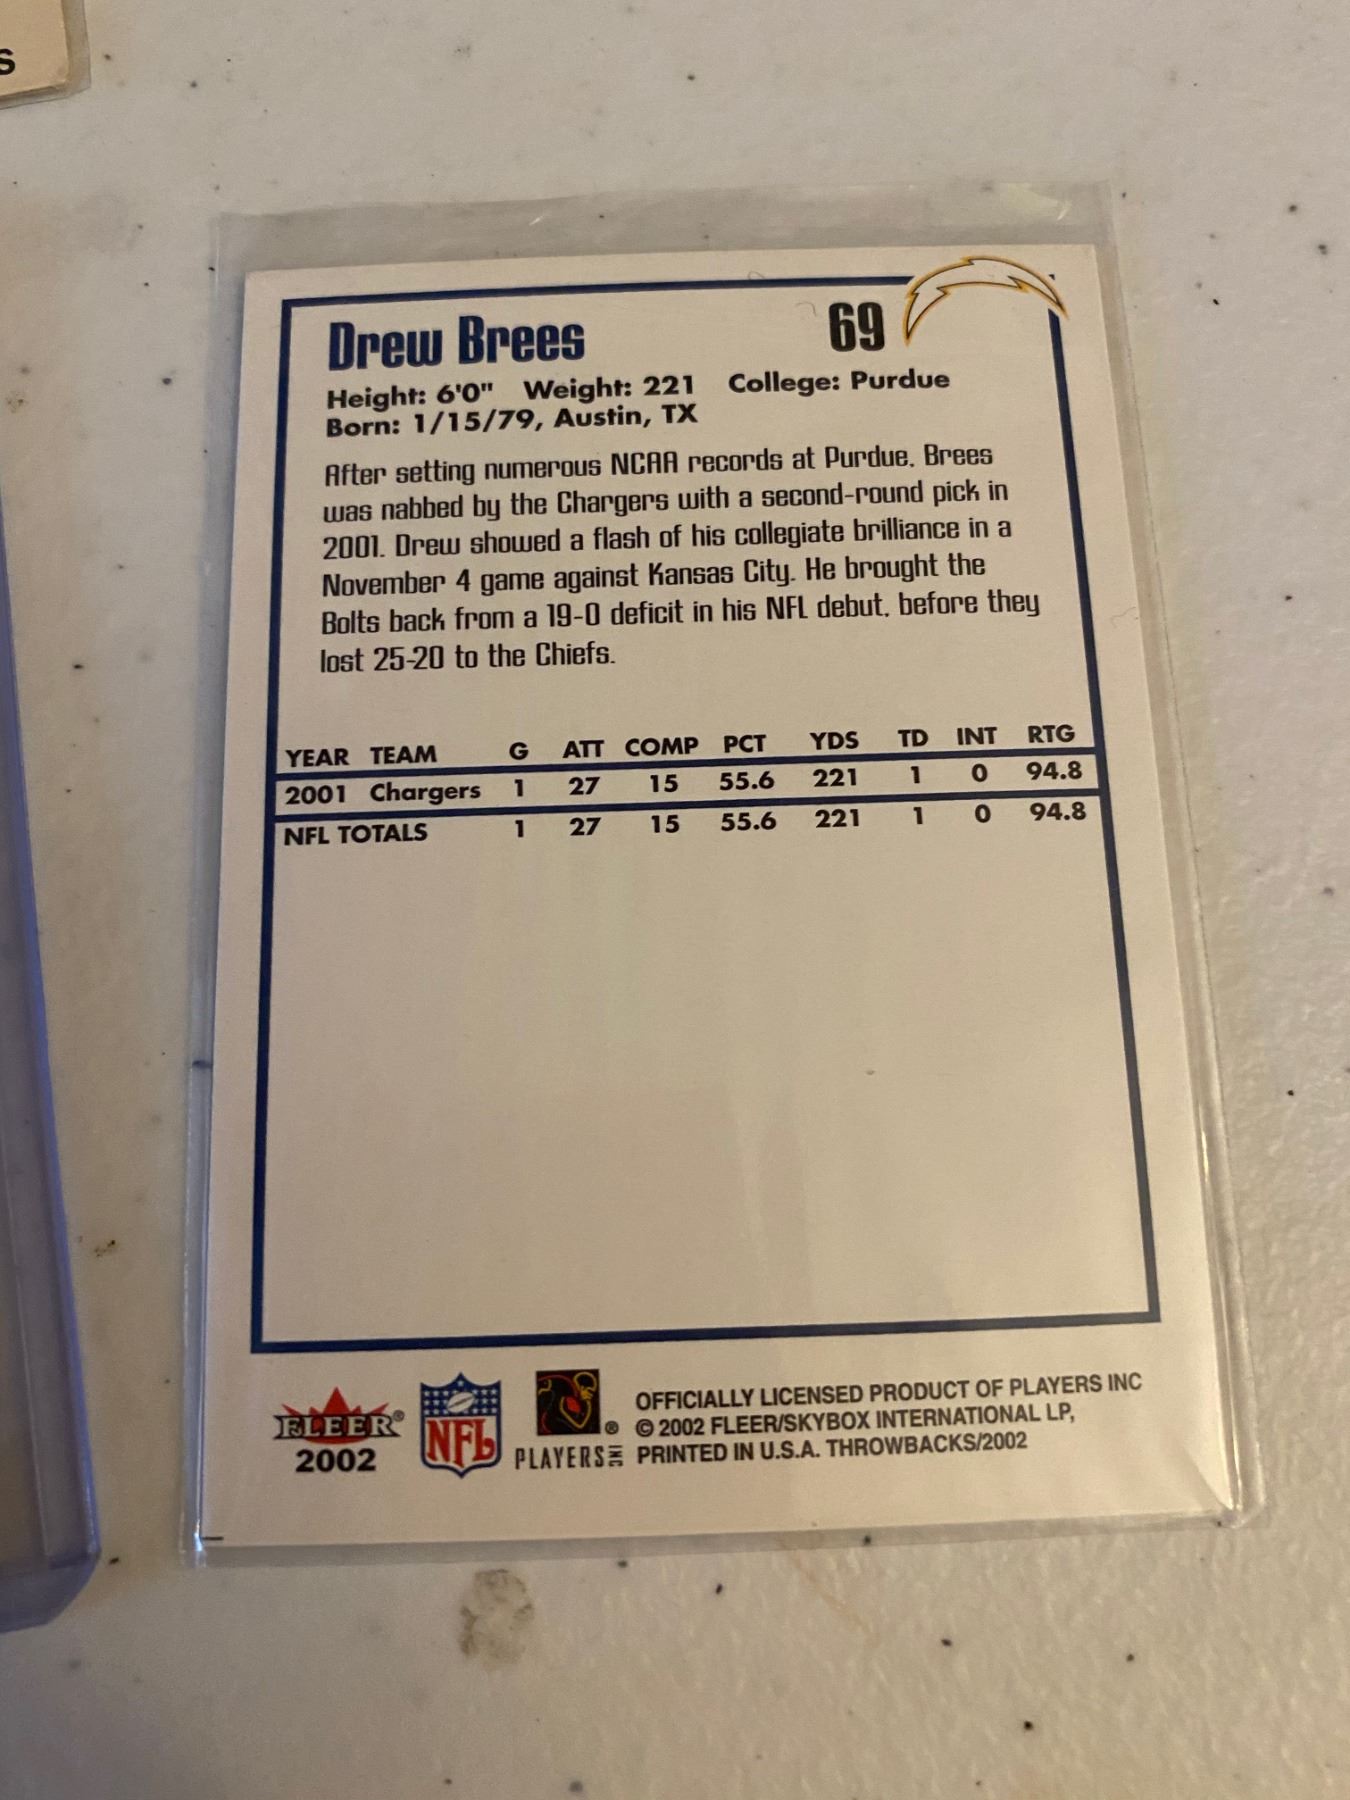 s
Drew Brees 69
Height: 6'0" Weight: 221 College: Purdue
Born: 1/15/79, Austin, TX
After setting numerous NCAA records at Purdue, Brees
was nabbed by the Chargers with a second-round pick in
2001. Drew showed a flash of his collegiate brilliance in a
November 4 game against Kansas City. He brought the
Bolts back from a 19-0 deficit in his NFL debut, before they
lost 25-20 to the Chiefs.
YEAR TEAM G ATT COMP PCT YDS TD INT RTG
2001 Chargers 1 27 15 55.6 221 1 0 94.8
NFL TOTALS 1 27 15 55.6 221 1 0 94.8
FLEER®
2002
NFL
® PLAYERS INC
OFFICIALLY LICENSED PRODUCT OF PLAYERS INC
© 2002 FLEER/SKYBOX INTERNATIONAL LP,
PRINTED IN U.S.A. THROWBACKS/2002